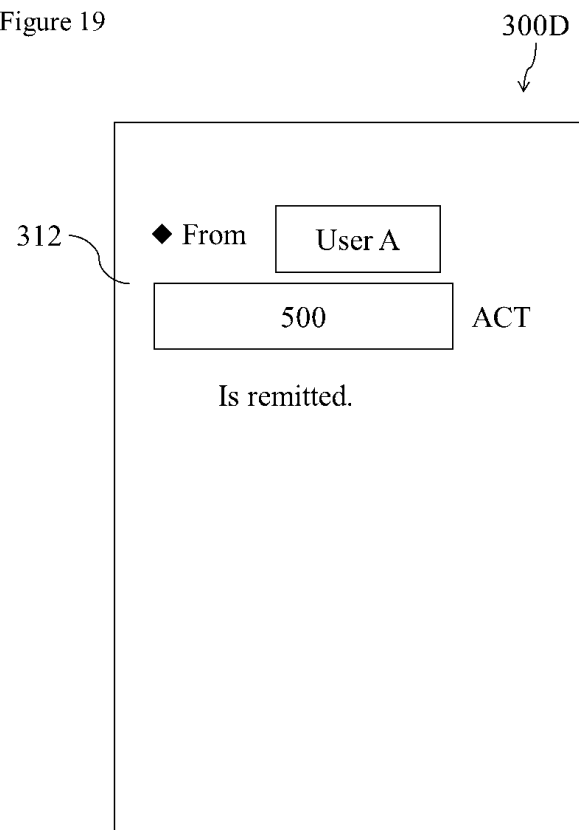 Figure 19
300D
312
◆ From User A
500 ACT
Is remitted.